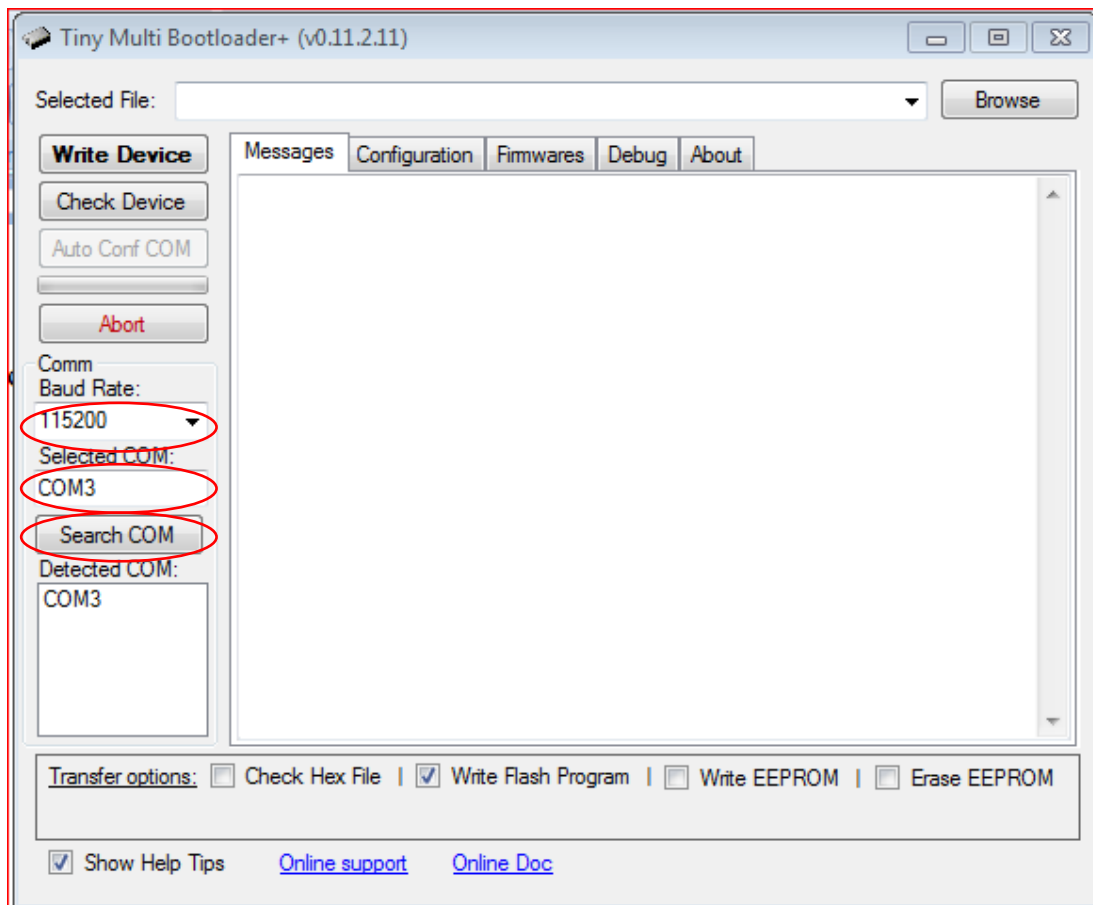 Tiny Multi Bootloader+ (v0.11.2.11)
Selected File:
Browse
Write Device
Messages Configuration Firmwares Debug About
Check Device
Auto Conf COM
Abort
Comm
Baud Rate:
115200
Selected COM:
COM3
Search COM
Detected COM:
COM3
Transfer options: Check Hex File | Write Flash Program | Write EEPROM | Erase EEPROM
Show Help Tips Online support Online Doc